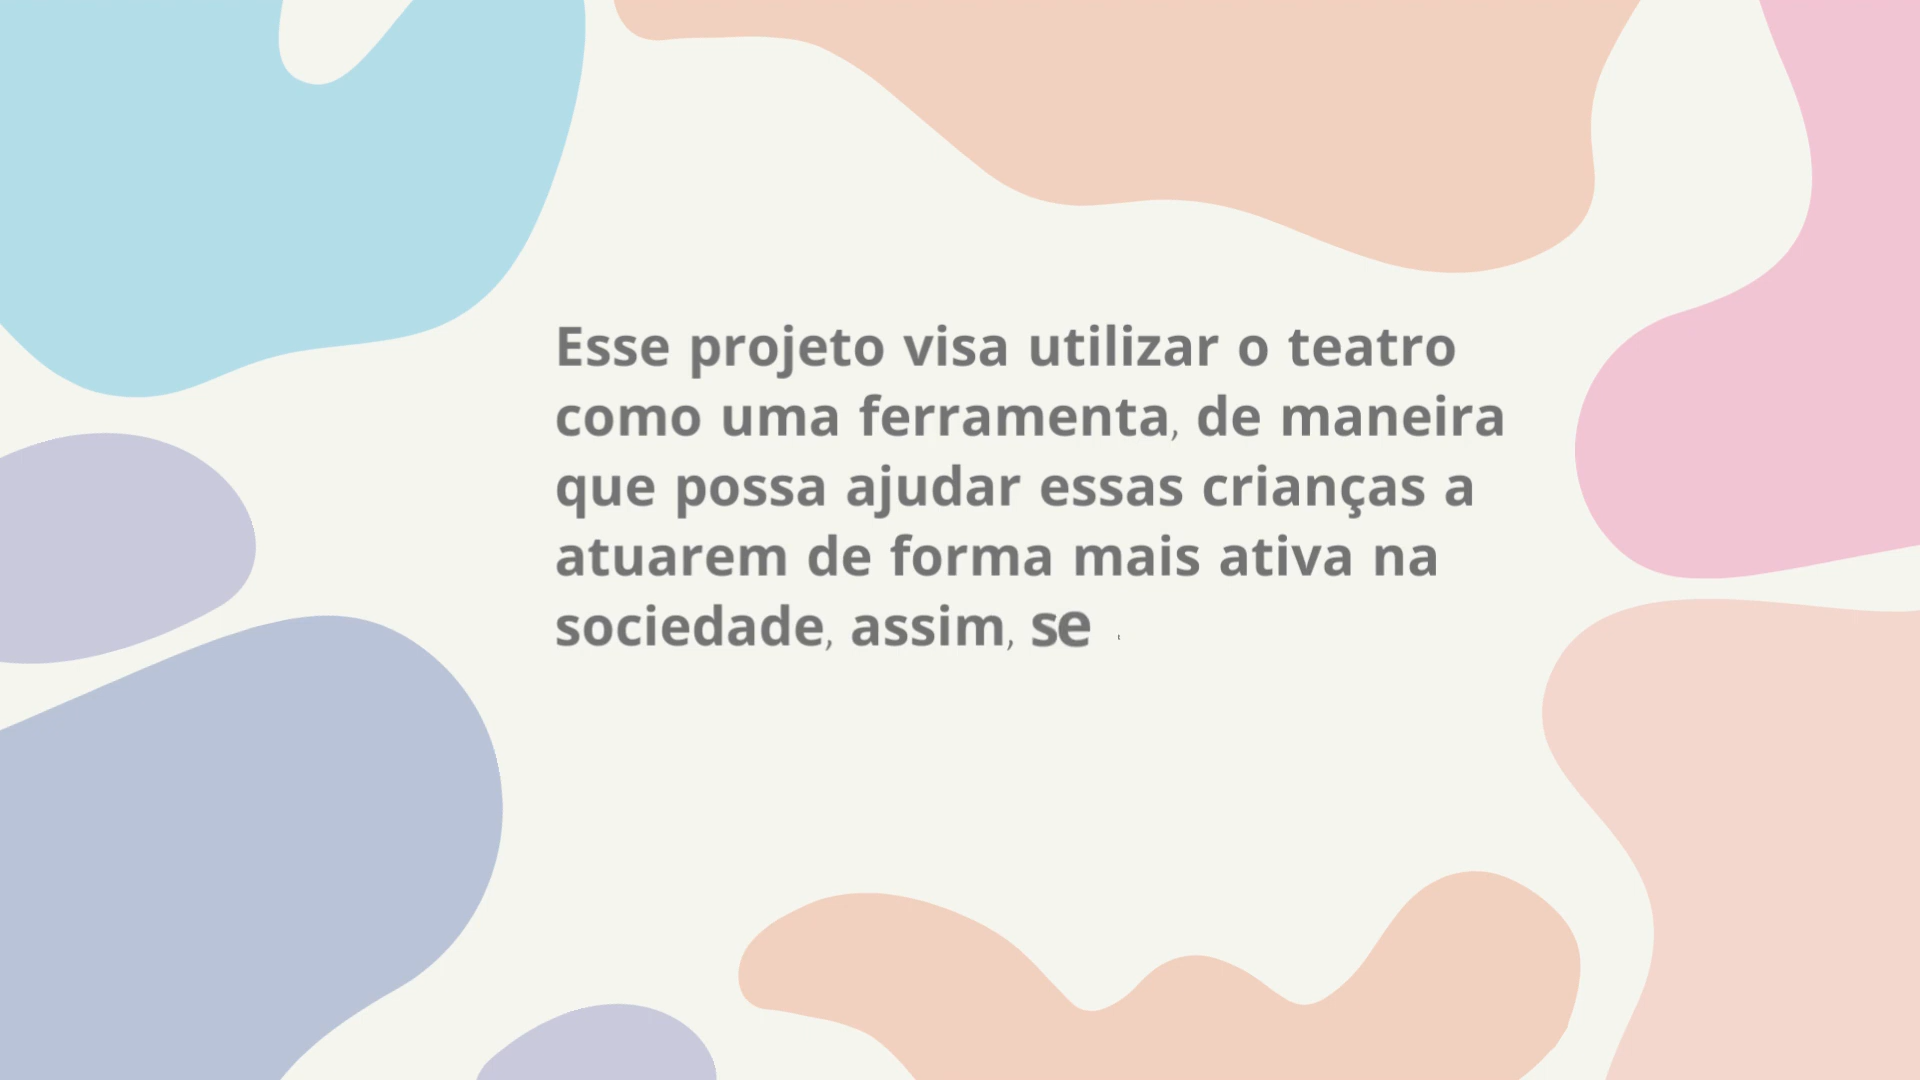 Esse projeto visa utilizar o teatro
como uma ferramenta, de maneira
que possa ajudar essas crianças a
atuarem de forma mais ativa na
sociedade, assim, se